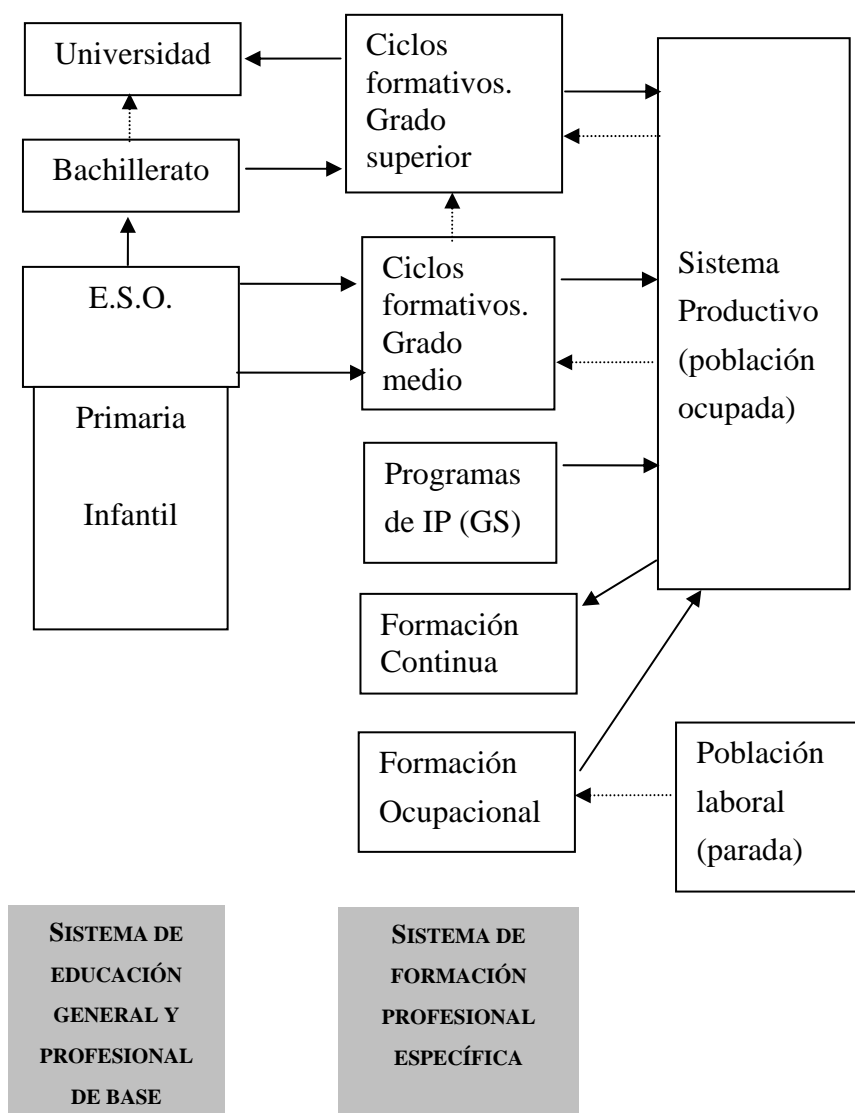 Universidad
Bachillerato
E.S.O.
Primaria
Infantil
Ciclos
formativos.
Grado
superior
Ciclos
formativos.
Grado
medio
Programas
de IP (GS)
Formación
Continua
Formación
Ocupacional
Sistema
Productivo
(población
ocupada)
Población
laboral
(parada)
SISTEMA DE
EDUCACIÓN
GENERAL Y
PROFESIONAL
DE BASE
SISTEMA DE
FORMACIÓN
PROFESIONAL
ESPECÍFICA